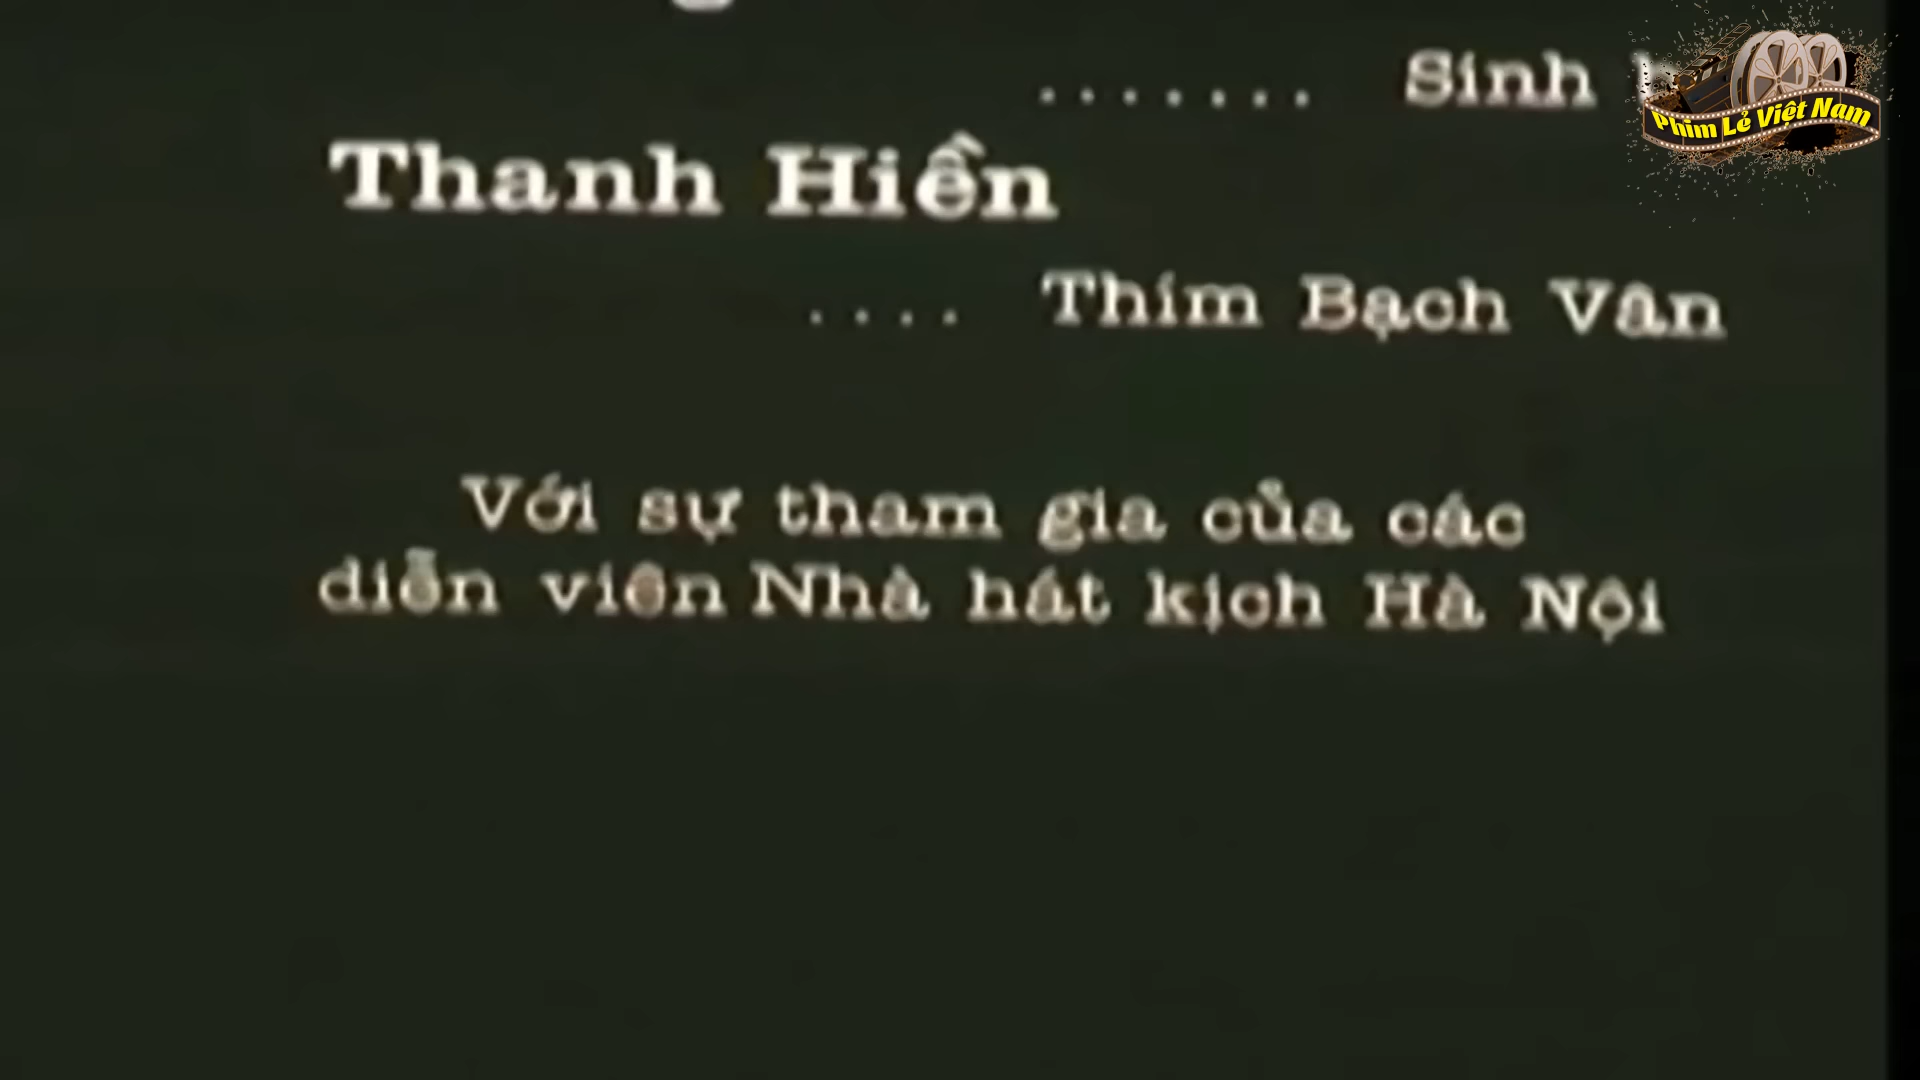 ....... Sinh
Thanh Hiền
.... Thím Bạch Vân
Với sự tham gia của các
diễn viên Nhà hát kịch Hà Nội
Phim Lẻ Việt Nam